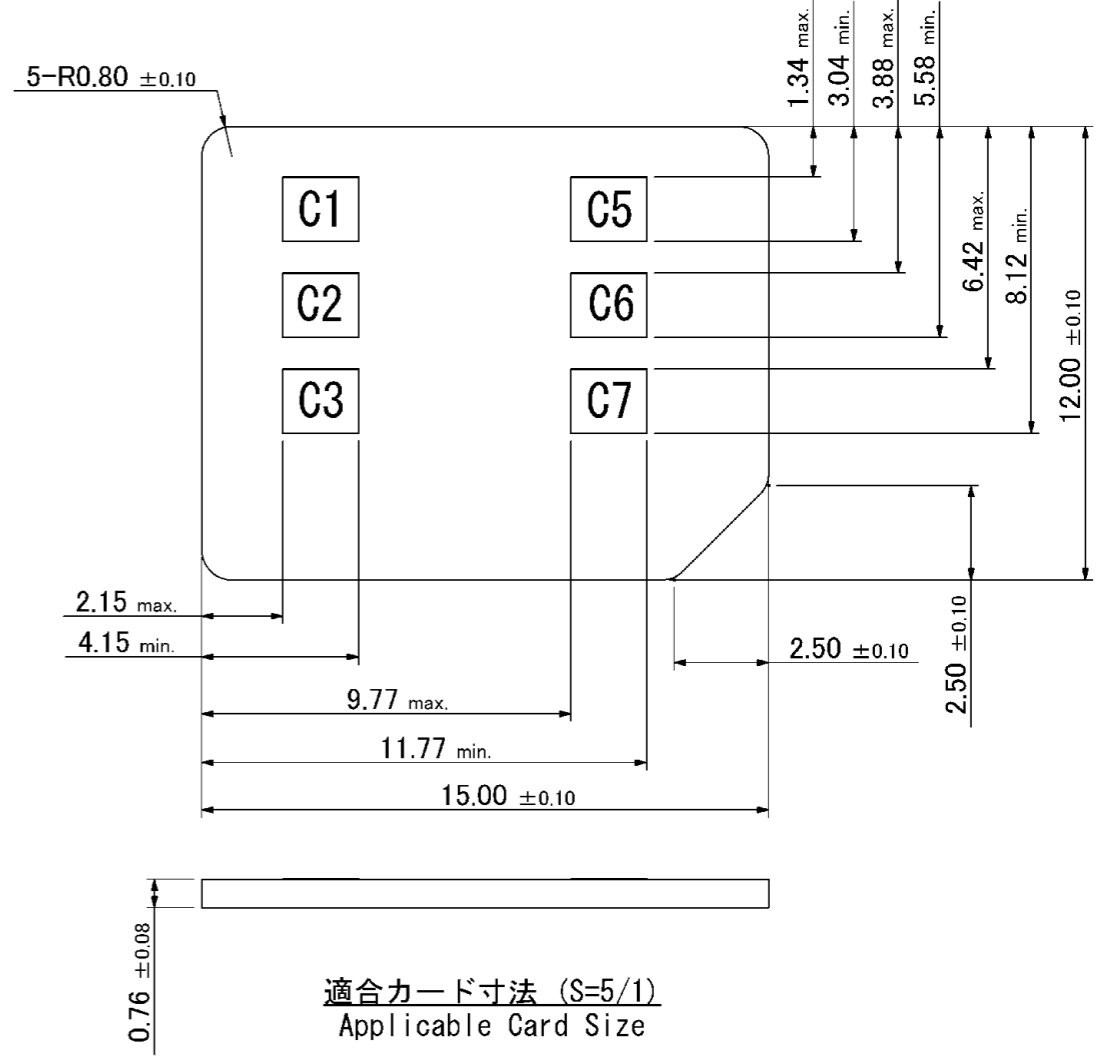 1.34 max.
3.04 min.
3.88 max.
5.58 min.
5-R0.80 ±0.10
C1
C5
6.42 max.
8.12 min.
C2
C6
12.00 ±0.10
C3
C7
2.15 max.
4.15 min.
2.50 ±0.10
2.50 ±0.10
9.77 max.
11.77 min.
15.00 ±0.10
0.76 ±0.08
適合カード寸法 (S=5/1)
Applicable Card Size